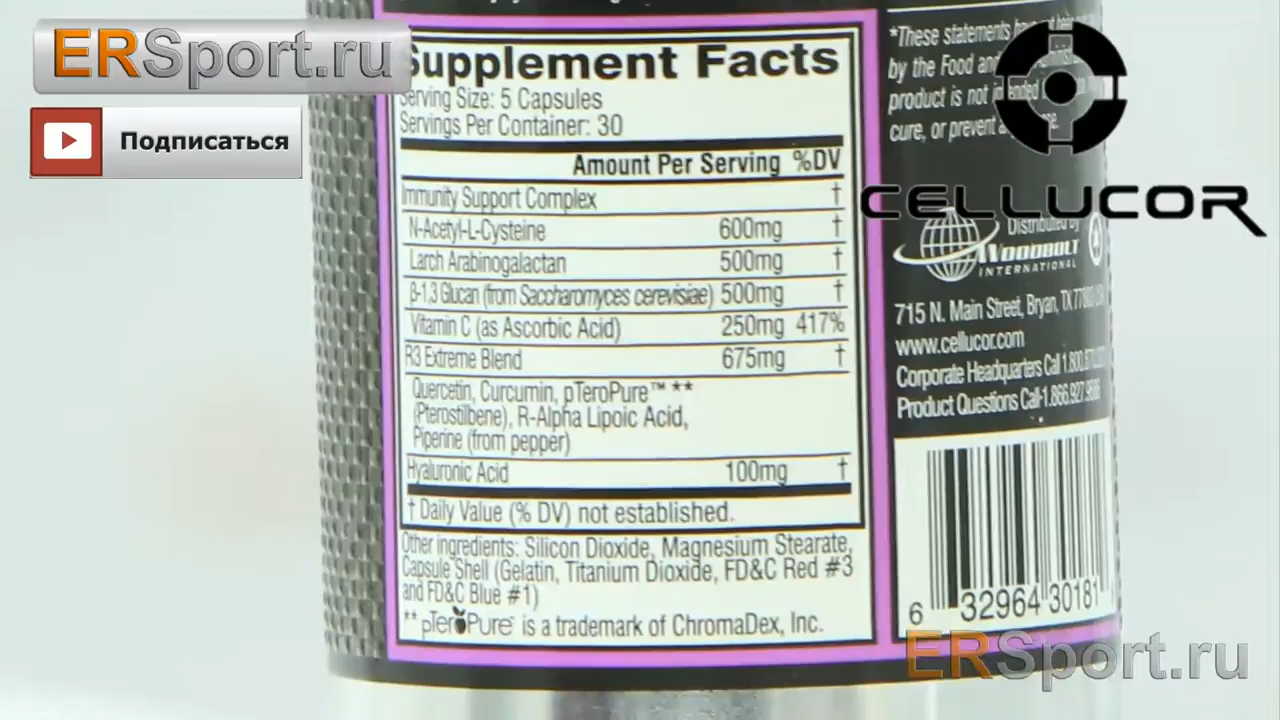 ERSport.ru
Подписаться
Supplement Facts
Serving Size: 5 Capsules
Servings Per Container: 30
Amount Per Serving %DV
Immunity Support Complex †
N-Acetyl-L-Cysteine 600mg †
Larch Arabinogalactan 500mg †
β-1,3 Glucan (from Saccharomyces cerevisiae) 500mg †
Vitamin C (as Ascorbic Acid) 250mg 417%
R3 Extreme Blend 675mg †
Quercetin, Curcumin, pTeroPure™ **
(Pterostilbene), R-Alpha Lipoic Acid,
Piperine (from pepper)
Hyaluronic Acid 100mg †
† Daily Value (% DV) not established.
Other ingredients: Silicon Dioxide, Magnesium Stearate,
Capsule Shell (Gelatin, Titanium Dioxide, FD&C Red #3
and FD&C Blue #1)
** pTeroPure™ is a trademark of ChromaDex, Inc.
*These statements
by the Food and
product is not intended
cure, or prevent
CELLUCOR
Distributed by
WOODBOLT
INTERNATIONAL
715 N. Main Street, Bryan, TX
www.cellucor.com
Corporate Headquarters Call
Product Questions Call
6 32964 30181
ERSport.ru